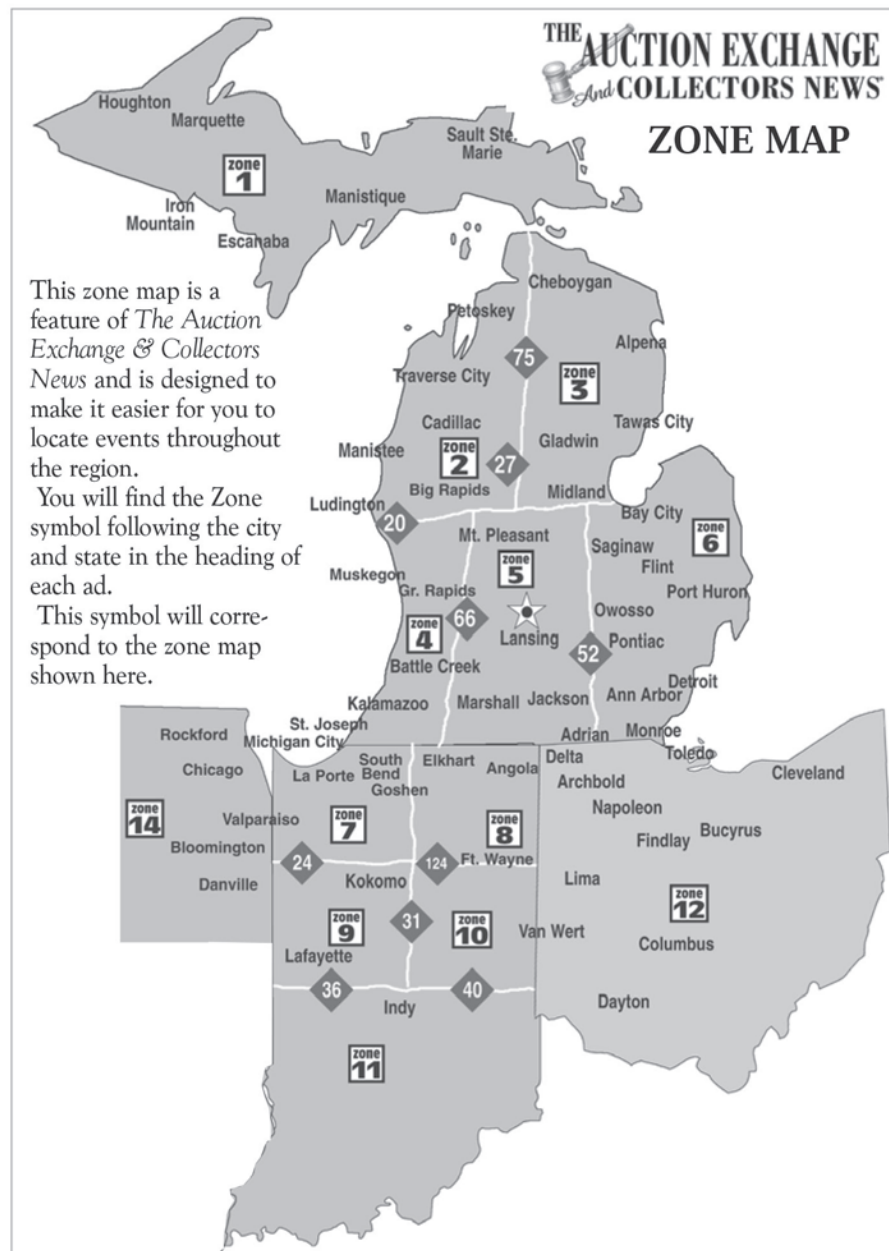 THE
AUCTION EXCHANGE
And COLLECTORS NEWS
ZONE MAP
Houghton
Marquette
Sault Ste.
Marie
zone
1
Manistique
Iron
Mountain
Escanaba
This zone map is a
feature of The Auction
Exchange & Collectors
News and is designed to
make it easier for you to
locate events throughout
the region.
You will find the Zone
symbol following the city
and state in the heading of
each ad.
This symbol will corre-
spond to the zone map
shown here.
Cheboygan
Petoskey
Alpena
75
Traverse City
zone
3
Cadillac
Tawas City
Gladwin
Manistee
zone
2
27
Big Rapids
Midland
Ludington
20
Bay City
zone
6
Mt. Pleasant
Saginaw
zone
5
Flint
Muskegon
Gr. Rapids
Port Huron
66
Owosso
zone
4
Lansing
52
Pontiac
Battle Creek
Detroit
Ann Arbor
Kalamazoo
Marshall
Jackson
St. Joseph
Adrian
Monroe
Rockford
Michigan City
Toledo
Chicago
La Porte
South
Bend
Goshen
Elkhart
Angola
Delta
Archbold
Cleveland
Napoleon
zone
14
Valparaiso
zone
7
zone
8
Findlay
Bucyrus
Bloomington
24
124
Ft. Wayne
Danville
Kokomo
Lima
zone
12
zone
9
31
zone
10
Van Wert
Columbus
Lafayette
36
40
Indy
Dayton
zone
11